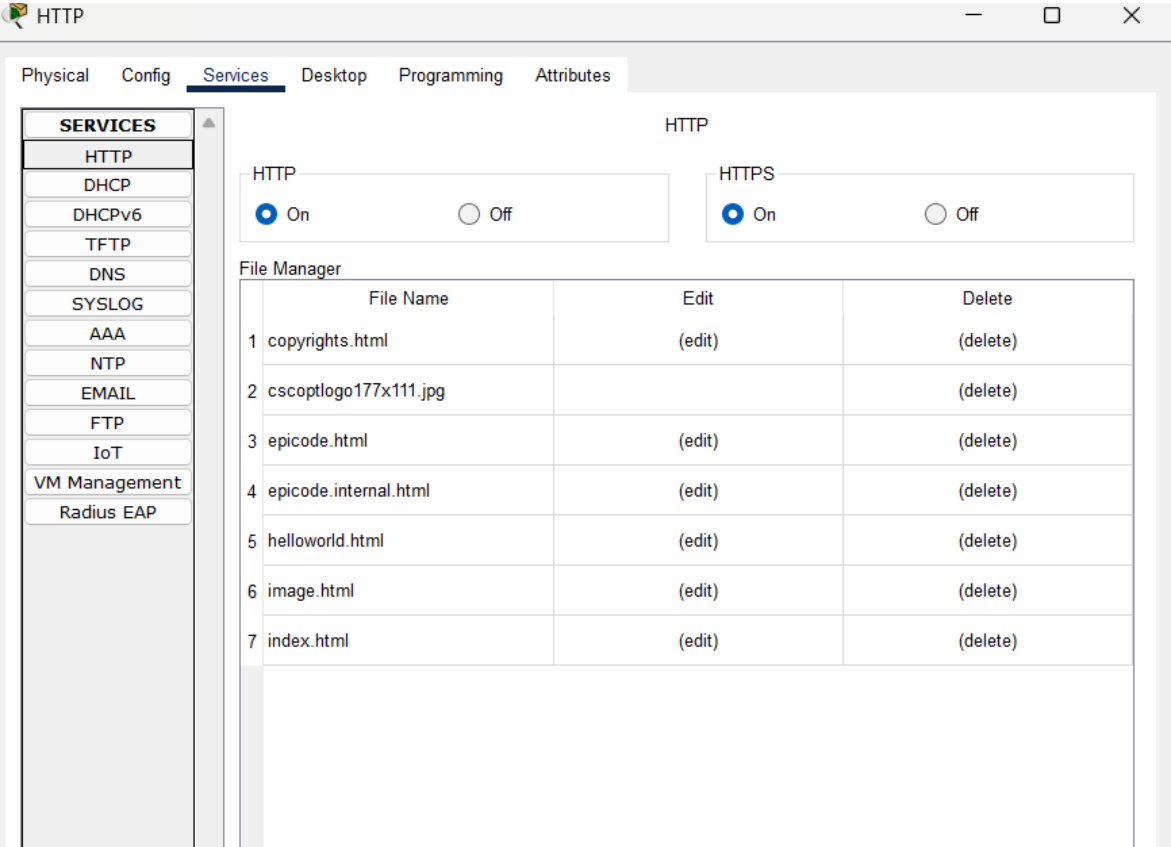 HTTP
Physical Config Services Desktop Programming Attributes
SERVICES
HTTP
DHCP
DHCPv6
TFTP
DNS
SYSLOG
AAA
NTP
EMAIL
FTP
IoT
VM Management
Radius EAP
HTTP
HTTP HTTPS
On Off On Off
File Manager
File Name Edit Delete
1 copyrights.html (edit) (delete)
2 cscoptlogo177x111.jpg (delete)
3 epicode.html (edit) (delete)
4 epicode.internal.html (edit) (delete)
5 helloworld.html (edit) (delete)
6 image.html (edit) (delete)
7 index.html (edit) (delete)